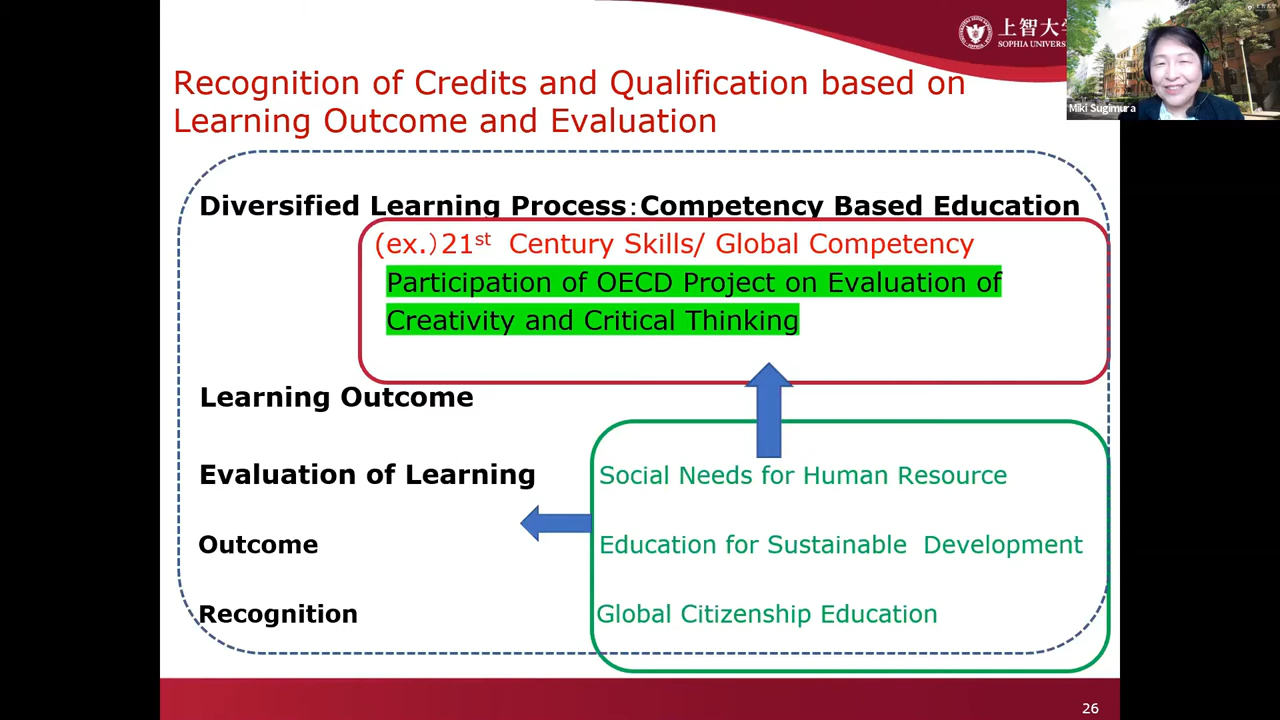 上智大学
SOPHIA UNIVERS
Miki Sugimura
Recognition of Credits and Qualification based on
Learning Outcome and Evaluation
Diversified Learning Process:Competency Based Education
(ex.)21st Century Skills/ Global Competency
Participation of OECD Project on Evaluation of
Creativity and Critical Thinking
Learning Outcome
Evaluation of Learning
Social Needs for Human Resource
Outcome
Education for Sustainable Development
Recognition
Global Citizenship Education
26